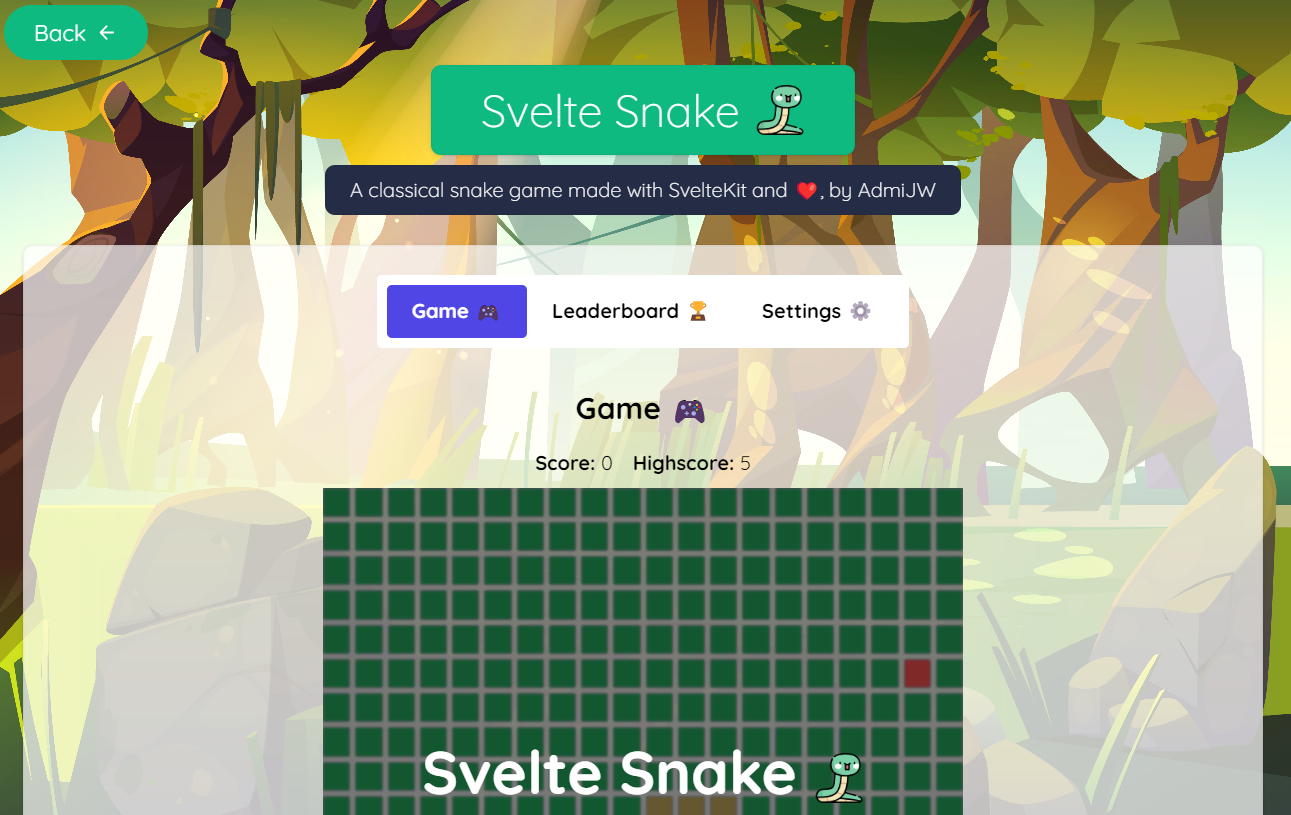 Back ←
Svelte Snake
A classical snake game made with SvelteKit and ❤️, by AdmiJW
Game 🎮 Leaderboard 🏆 Settings ⚙️
Game 🎮
Score: 0 Highscore: 5
Svelte Snake